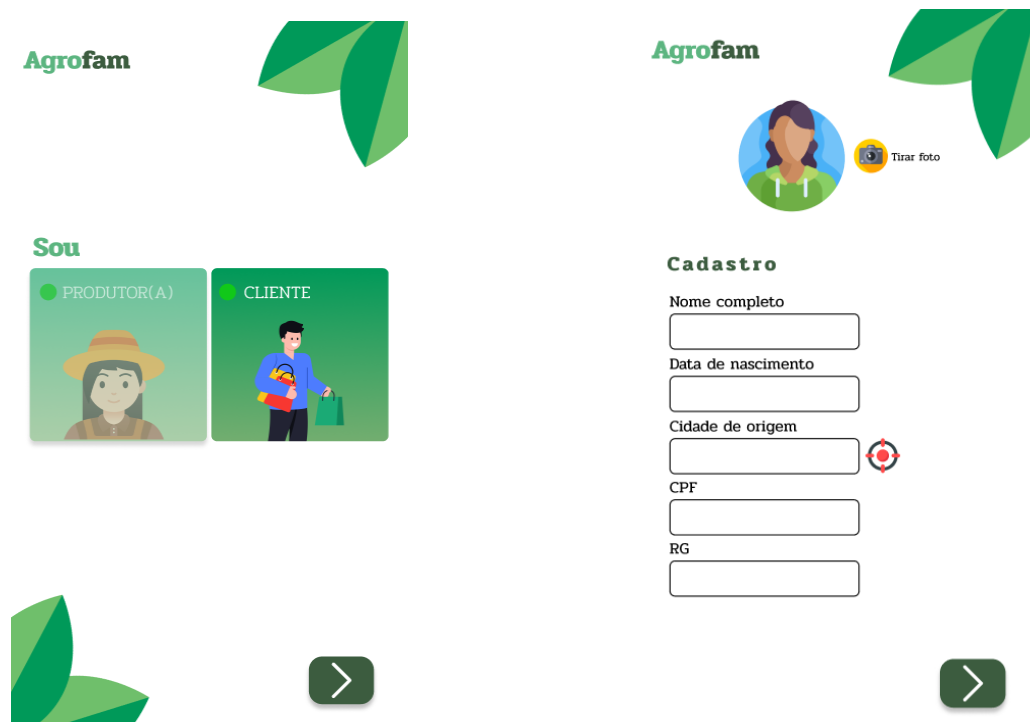 Agrofam
Sou
PRODUTOR(A)
CLIENTE
Agrofam
Tirar foto
Cadastro
Nome completo
Data de nascimento
Cidade de origem
CPF
RG